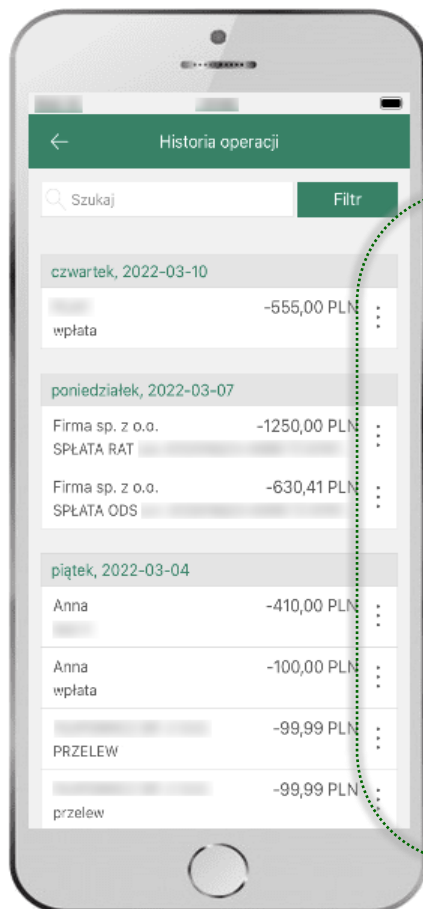 Historia operacji
Szukaj
Filtr
czwartek, 2022-03-10
-555,00 PLN
wpłata
poniedziałek, 2022-03-07
Firma sp. z o.o. -1250,00 PLN
SPŁATA RAT
Firma sp. z o.o. -630,41 PLN
SPŁATA ODS
piątek, 2022-03-04
Anna -410,00 PLN
Anna -100,00 PLN
wpłata
-99,99 PLN
PRZELEW
-99,99 PLN
przelew